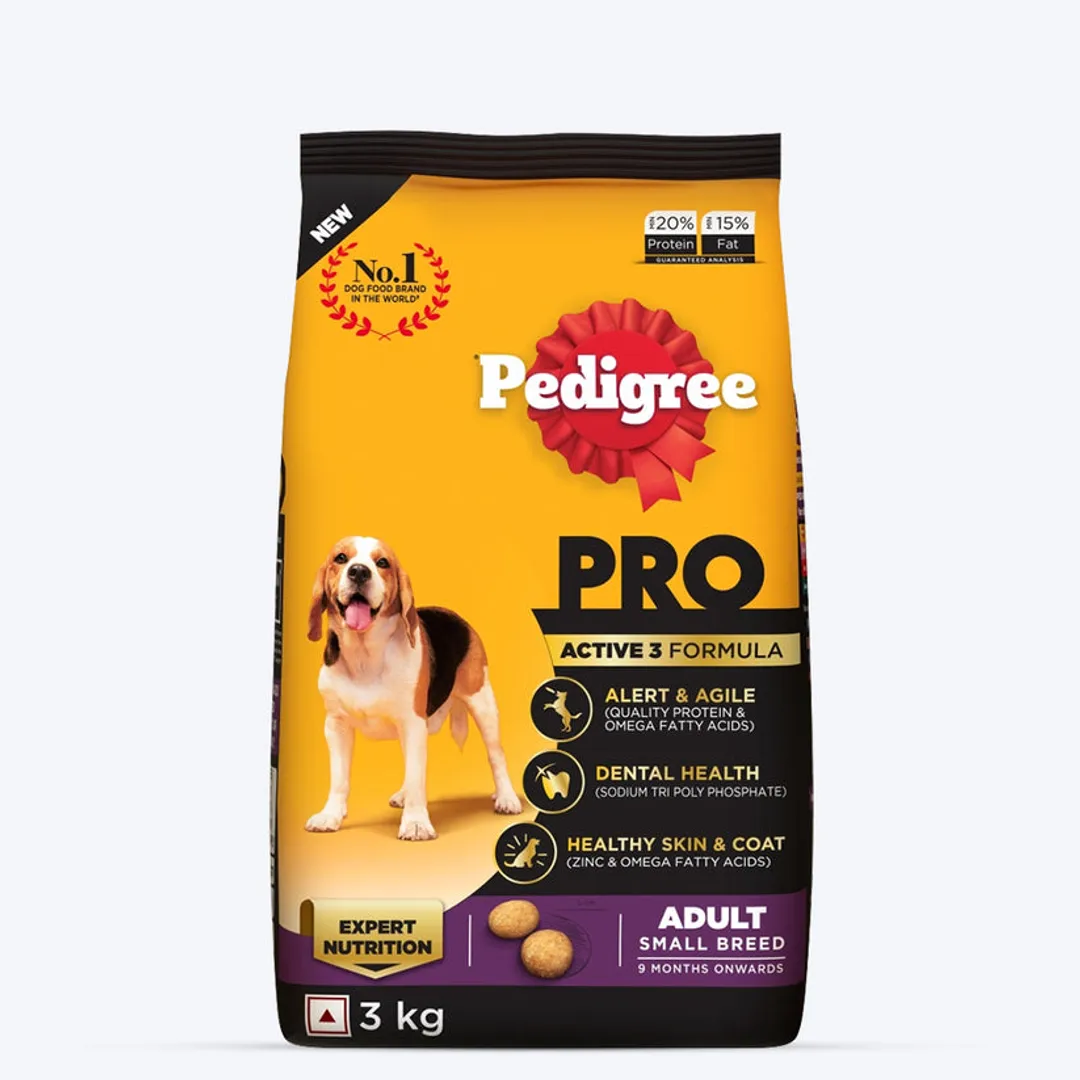 NEW
No.1
DOG FOOD BRAND
IN THE WORLD
MIN 20% MIN 15%
Protein Fat
GUARANTEED ANALYSIS
Pedigree
PRO
ACTIVE 3 FORMULA
ALERT & AGILE
(QUALITY PROTEIN &
OMEGA FATTY ACIDS)
DENTAL HEALTH
(SODIUM TRI POLY PHOSPHATE)
HEALTHY SKIN & COAT
(ZINC & OMEGA FATTY ACIDS)
EXPERT
NUTRITION
ADULT
SMALL BREED
9 MONTHS ONWARDS
3 kg